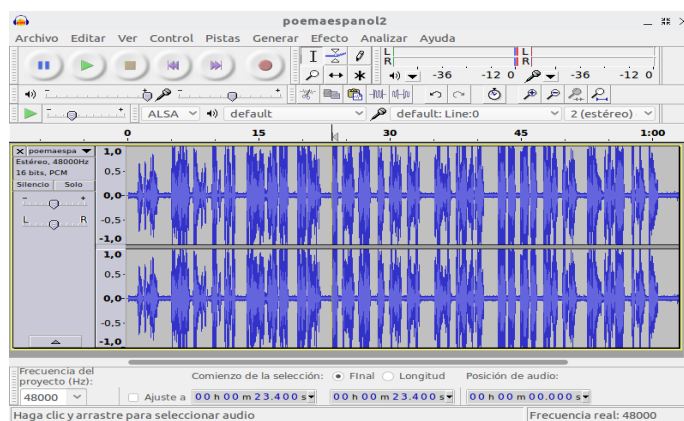 poemaespanol2
Archivo Editar Ver Control Pistas Generar Efecto Analizar Ayuda
L L
R R
-36 -12 0 -36 -12 0
ALSA default default: Line:0 2 (estéreo)
0 15 30 45 1:00
poemaespa
Estéreo, 48000Hz
16 bits, PCM
Silencio Solo
- +
L R
1,0
0,5-
0,0-
-0,5-
-1,0
1,0
0,5-
0,0-
-0,5-
-1,0
Frecuencia del
proyecto (Hz):
Comienzo de la selección: FInal Longitud Posición de audio:
48000 Ajuste a 00 h 00 m 23.400 s 00 h 00 m 23.400 s 00 h 00 m 00.000 s
Haga clic y arrastre para seleccionar audio Frecuencia real: 48000